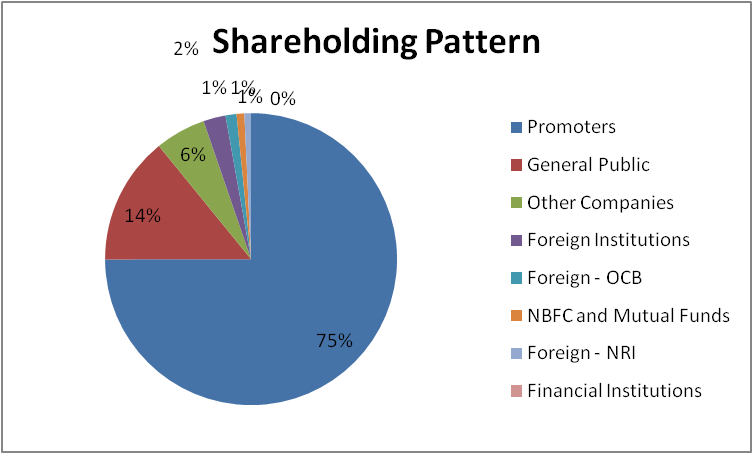 Shareholding Pattern
2%
1%
1%
1%
0%
6%
14%
75%
Promoters
General Public
Other Companies
Foreign Institutions
Foreign - OCB
NBFC and Mutual Funds
Foreign - NRI
Financial Institutions